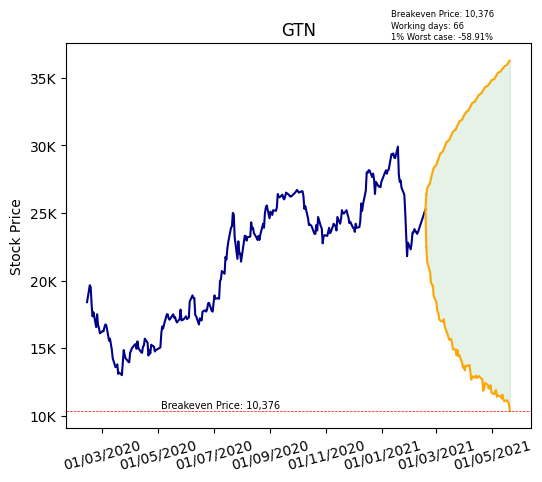 Breakeven Price: 10,376
Working days: 66
1% Worst case: -58.91%
GTN
Stock Price
35K
30K
25K
20K
15K
10K
Breakeven Price: 10,376
01/03/2020
01/05/2020
01/07/2020
01/09/2020
01/11/2020
01/01/2021
01/03/2021
01/05/2021